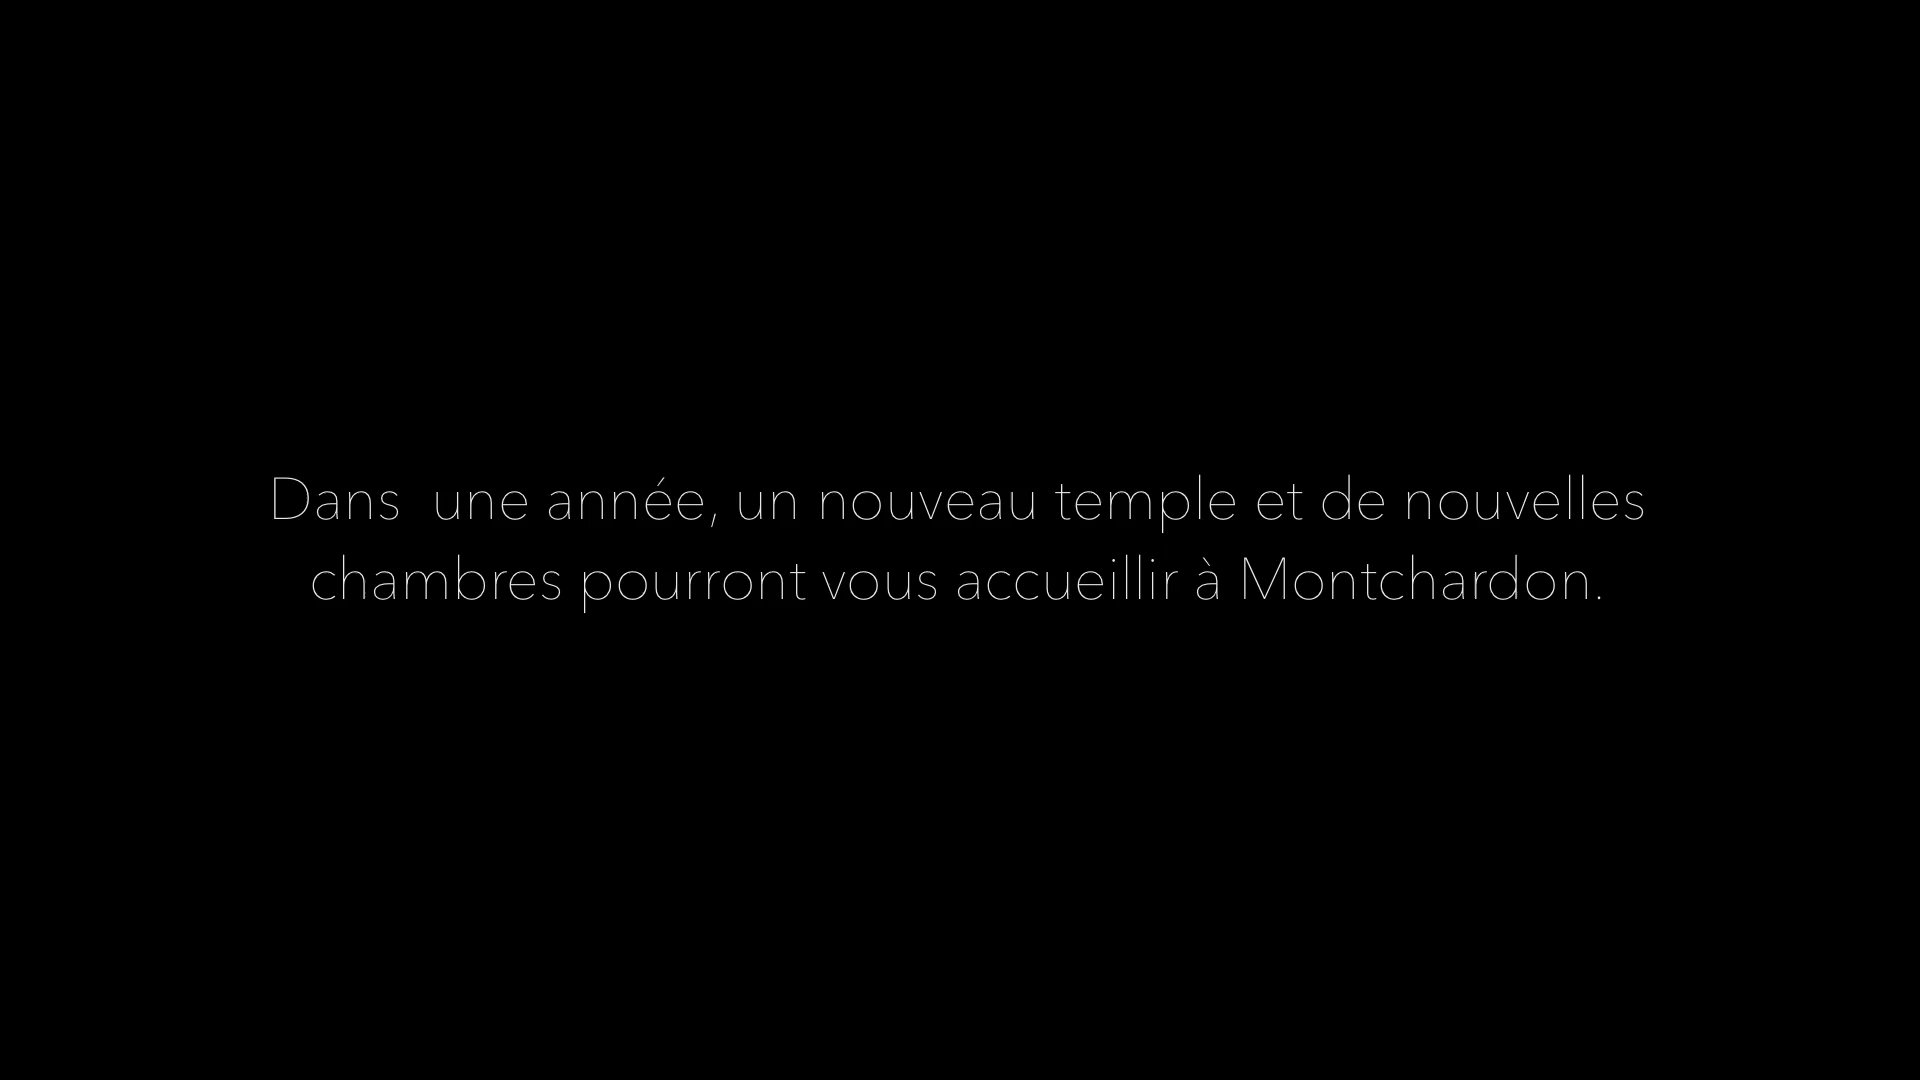 Dans  une année, un nouveau temple et de nouvelles
chambres pourront vous accueillir à Montchardon.